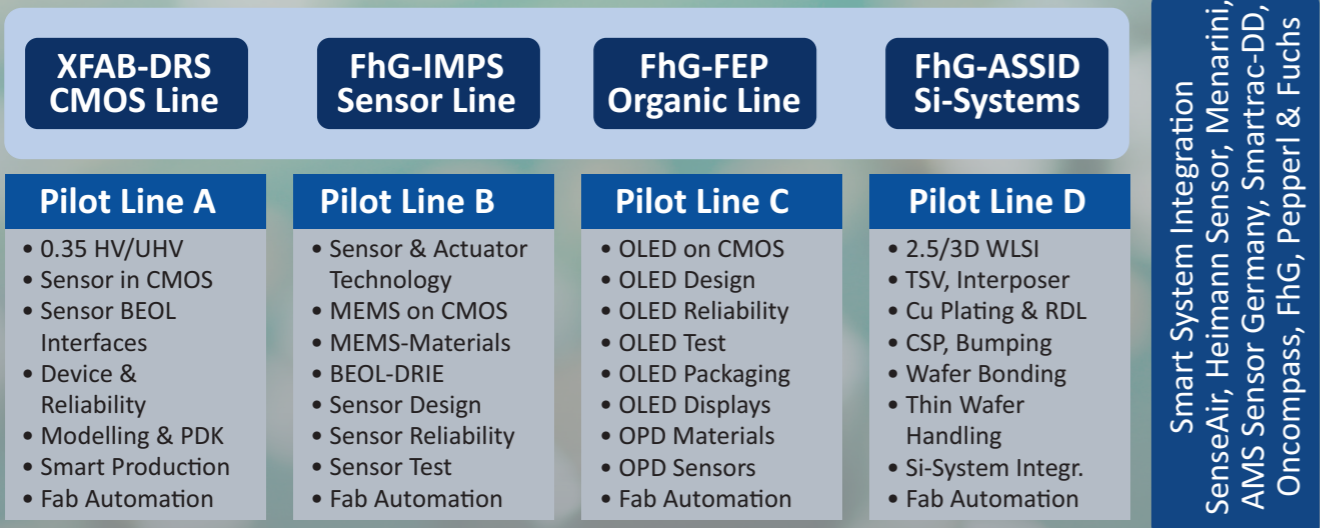 XFAB-DRS
CMOS Line
FhG-IMPS
Sensor Line
FhG-FEP
Organic Line
FhG-ASSID
Si-Systems
Pilot Line A
• 0.35 HV/UHV
• Sensor in CMOS
• Sensor BEOL
Interfaces
• Device &
Reliability
• Modelling & PDK
• Smart Production
• Fab Automation
Pilot Line B
• Sensor & Actuator
Technology
• MEMS on CMOS
• MEMS-Materials
• BEOL-DRIE
• Sensor Design
• Sensor Reliability
• Sensor Test
• Fab Automation
Pilot Line C
• OLED on CMOS
• OLED Design
• OLED Reliability
• OLED Test
• OLED Packaging
• OLED Displays
• OPD Materials
• OPD Sensors
• Fab Automation
Pilot Line D
• 2.5/3D WLSI
• TSV, Interposer
• Cu Plating & RDL
• CSP, Bumping
• Wafer Bonding
• Thin Wafer
Handling
• Si-System Integr.
• Fab Automation
Smart System Integration
SenseAir, Heimann Sensor, Menarini,
AMS Sensor Germany, Smartrac-DD,
Oncompass, FhG, Pepperl & Fuchs